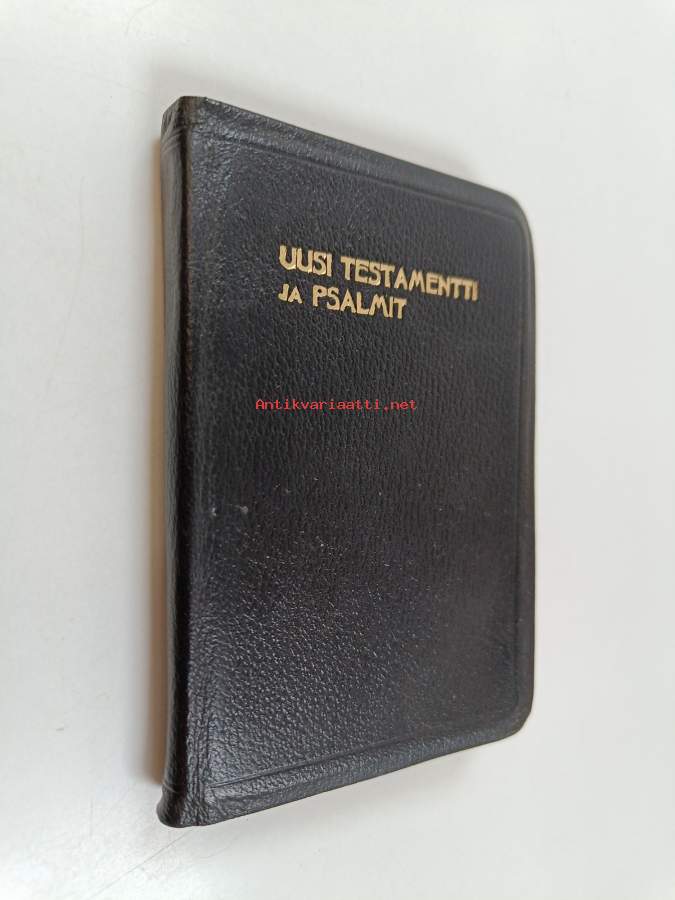 UUSI TESTAMENTTI
JA PSALMIT
Antikvariaatti.net